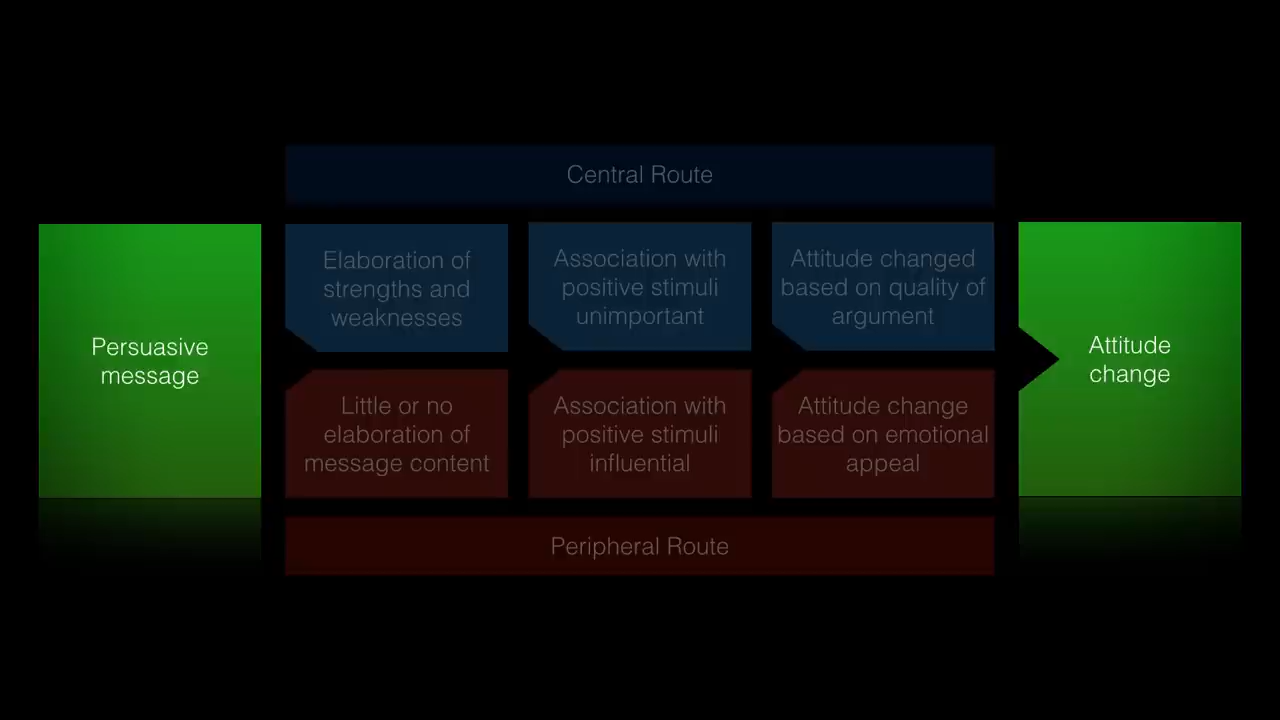 Central Route
Persuasive
message
Elaboration of
strengths and
weaknesses
Association with
positive stimuli
unimportant
Attitude changed
based on quality of
argument
Little or no
elaboration of
message content
Association with
positive stimuli
influential
Attitude change
based on emotional
appeal
Attitude
change
Peripheral Route